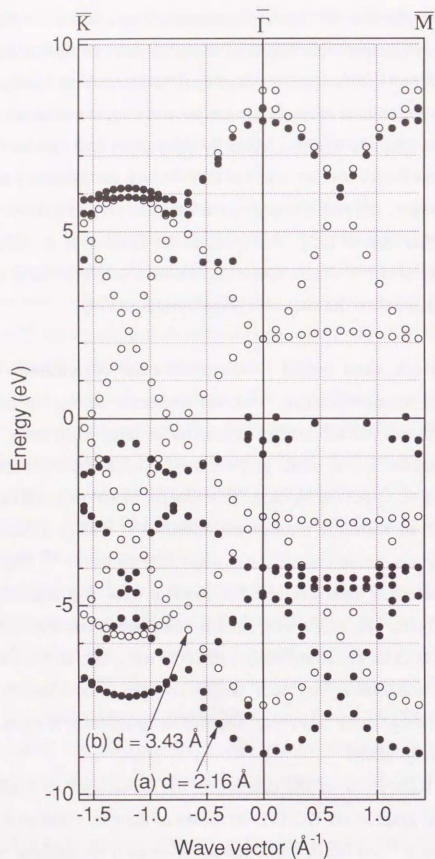 K Γ̅ M̅
10
5
0
-5
-10
Energy (eV)
(b) d = 3.43 Å
(a) d = 2.16 Å
-1.5 -1.0 -0.5 0.0 0.5 1.0
Wave vector (Å⁻¹)